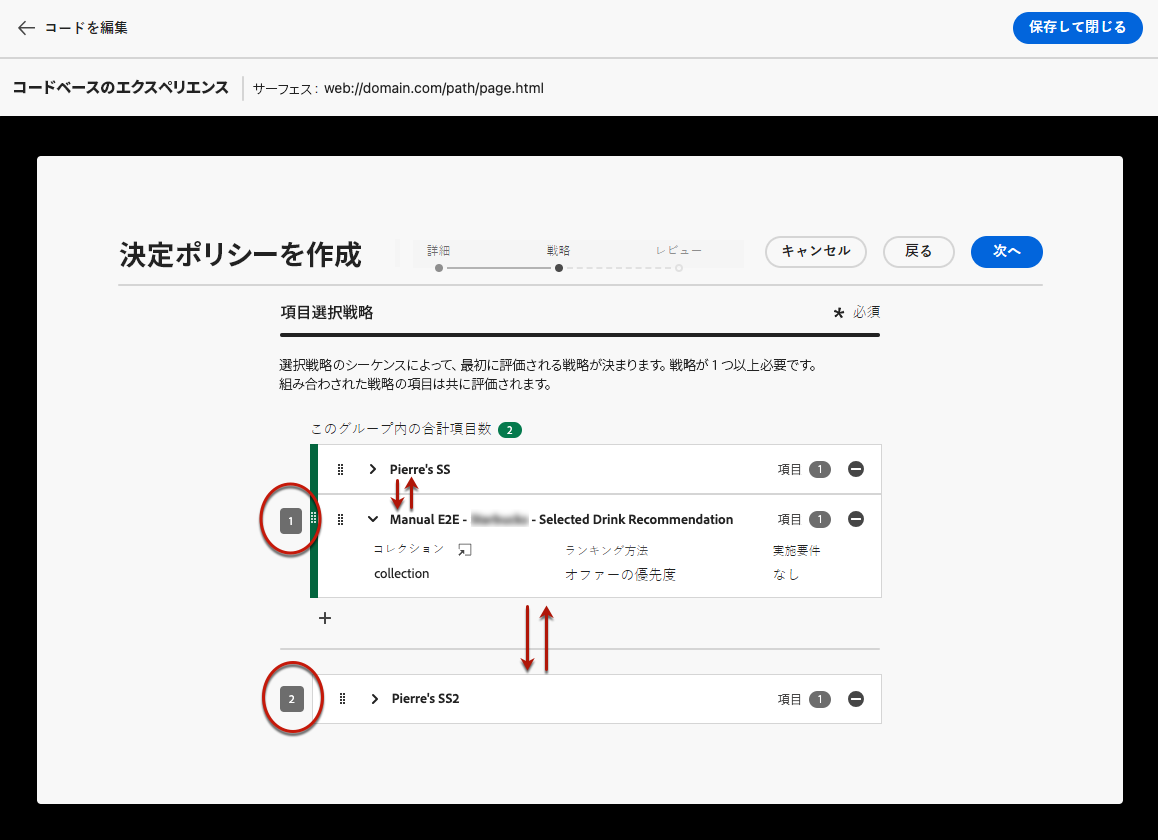 コードを編集
保存して閉じる
コードベースのエクスペリエンス
サーフェス : web://domain.com/path/page.html
決定ポリシーを作成
詳細
戦略
レビュー
キャンセル
戻る
次へ
項目選択戦略
* 必須
選択戦略のシーケンスによって、最初に評価される戦略が決まります。戦略が 1 つ以上必要です。
組み合わされた戦略の項目は共に評価されます。
このグループ内の合計項目数 2
Pierre's SS
項目 1
1
Manual E2E - - Selected Drink Recommendation
項目 1
コレクション
ランキング方法
実施要件
collection
オファーの優先度
なし
2
Pierre's SS2
項目 1